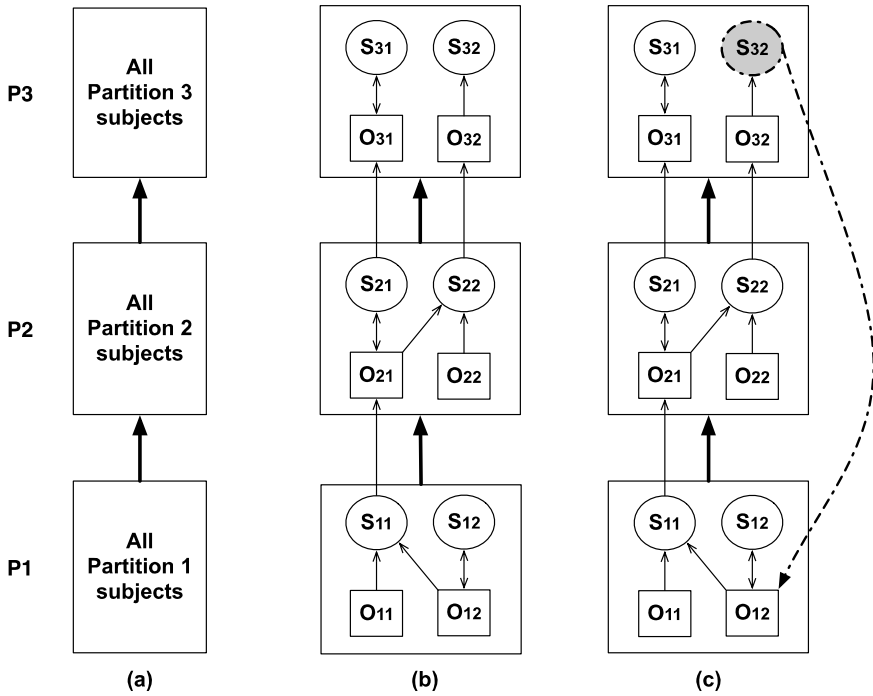 P3
All
Partition 3
subjects
S31
S32
O31
O32
S31
S32
O31
O32
P2
All
Partition 2
subjects
S21
S22
O21
O22
S21
S22
O21
O22
P1
All
Partition 1
subjects
S11
S12
O11
O12
S11
S12
O11
O12
(a)
(b)
(c)